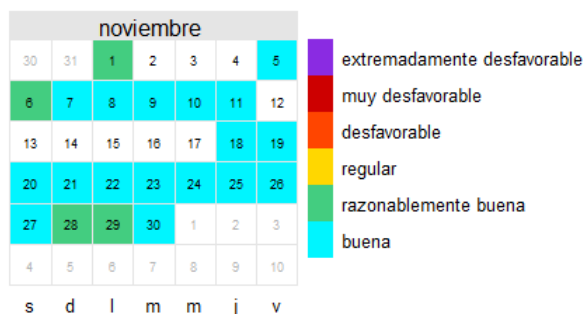 noviembre
30 31 1 2 3 4 5
6 7 8 9 10 11 12
13 14 15 16 17 18 19
20 21 22 23 24 25 26
27 28 29 30 1 2 3
4 5 6 7 8 9 10
s d l m m j v
extremadamente desfavorable
muy desfavorable
desfavorable
regular
razonablemente buena
buena